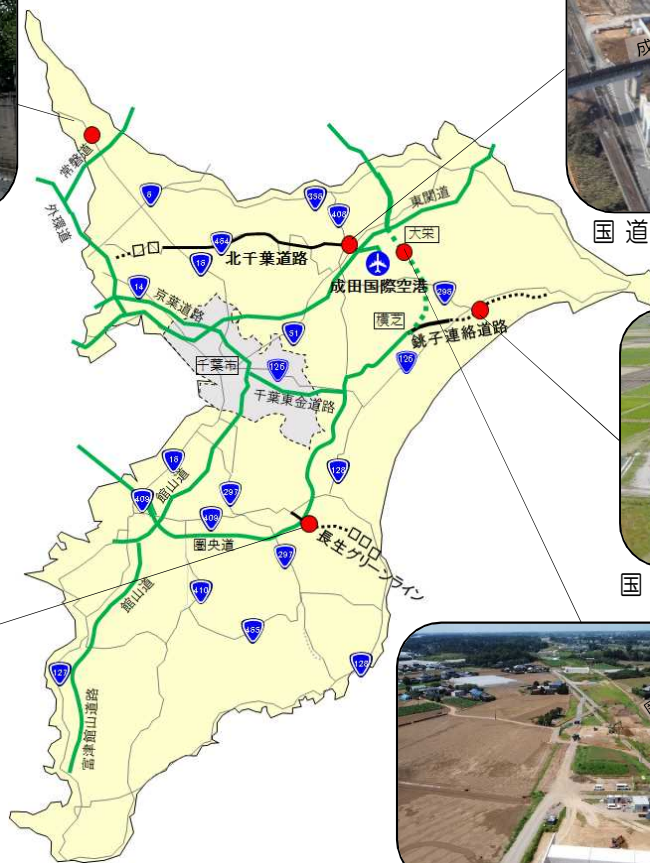 成
国 道
常磐道
外環道
6
356
408
東関道
464
大栄
北千葉道路
16
成田国際空港
14
京葉道路
296
横芝
51
銚子連絡道路
千葉市
126
126
千葉東金道路
16
128
館山道
297
409
409
圏央道
長生グリーンライン
297
館山道
410
465
128
127
富津館山道路
国